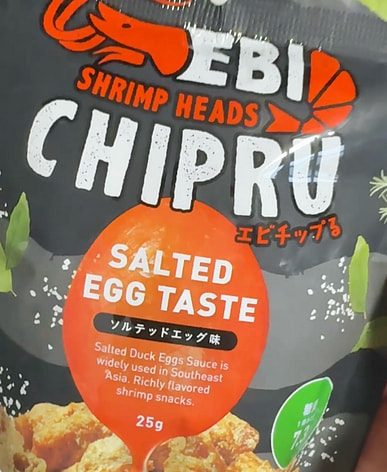 EBI
SHRIMP HEADS
CHIPRU
エビチップる
SALTED
EGG TASTE
ソルテッドエッグ味
Salted Duck Eggs Sauce is
widely used in Southeast
Asia. Richly flavored
shrimp snacks.
25g